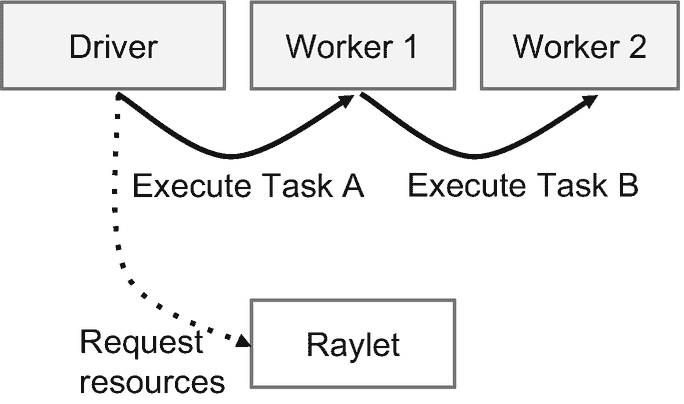 Driver
Worker 1
Worker 2
Execute Task A
Execute Task B
Request
resources
Raylet